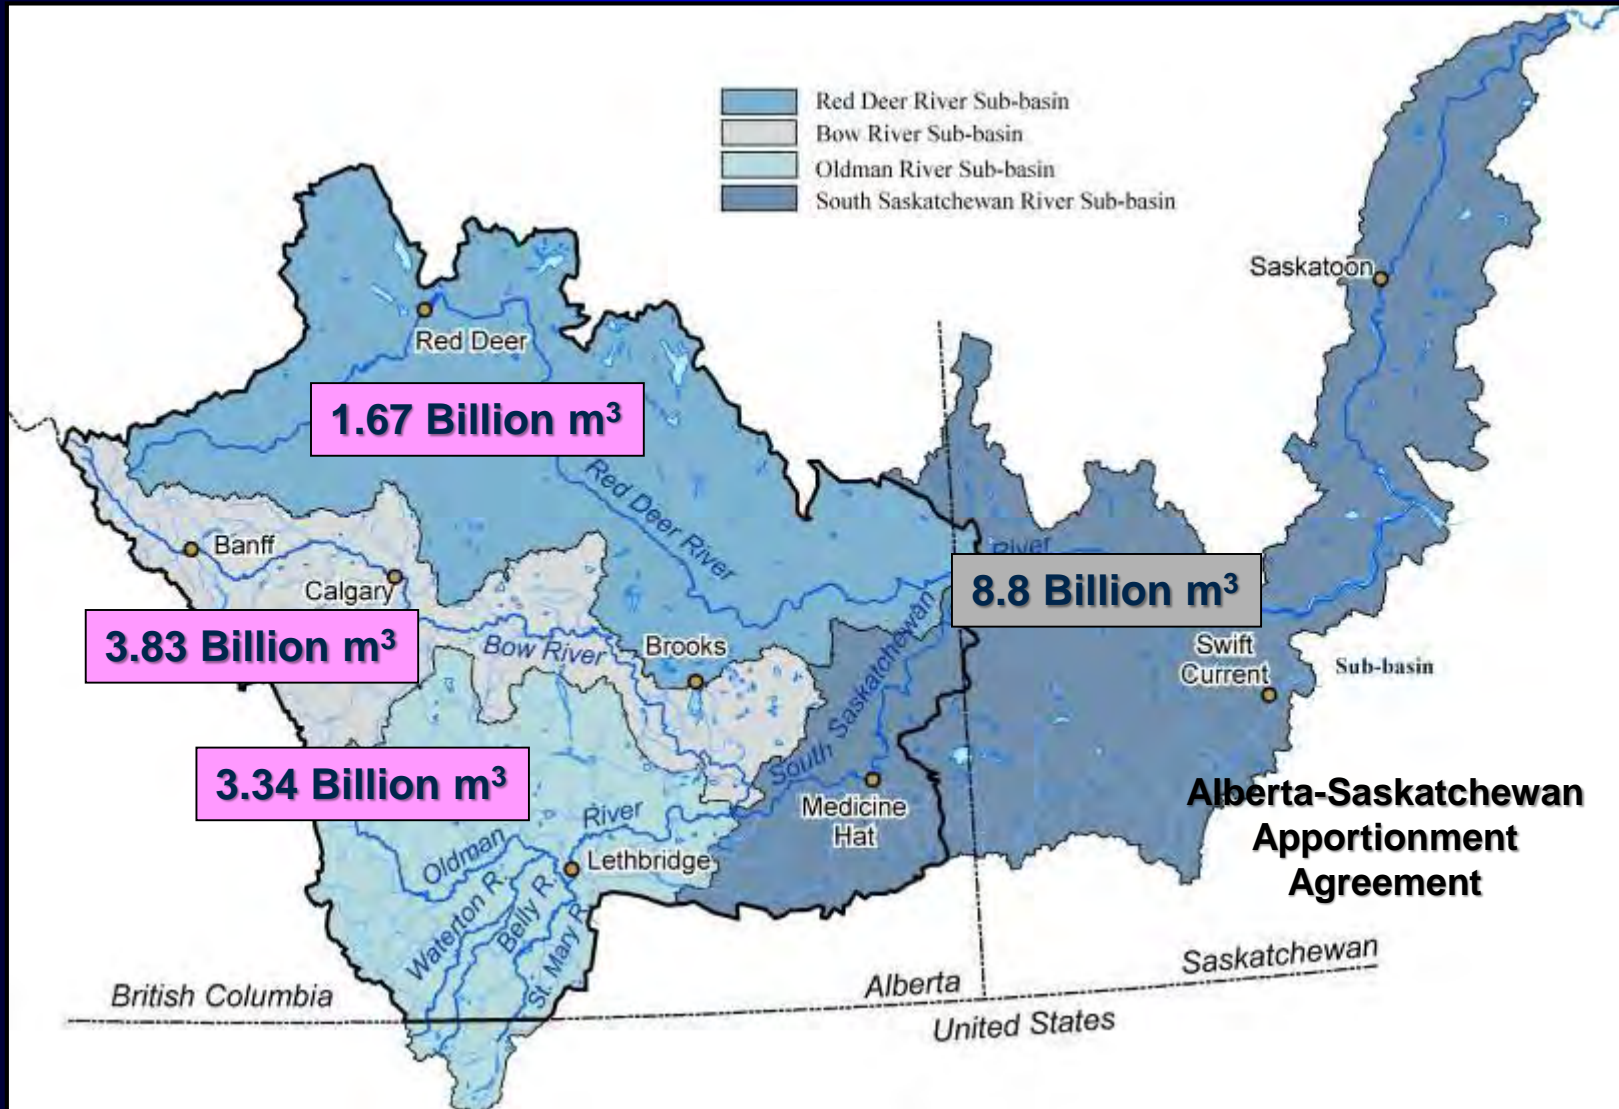 Red Deer River Sub-basin
Bow River Sub-basin
Oldman River Sub-basin
South Saskatchewan River Sub-basin
Saskatoon
Red Deer
1.67 Billion m³
Red Deer River
Banff
Calgary
River
8.8 Billion m³
3.83 Billion m³
Bow River
Brooks
South Saskatchewan
Swift
Current
Sub-basin
3.34 Billion m³
Medicine
Hat
Alberta-Saskatchewan
Apportionment
Agreement
Oldman
River
Lethbridge
Waterton R.
Belly R.
St. Mary R.
British Columbia
Alberta
Saskatchewan
United States